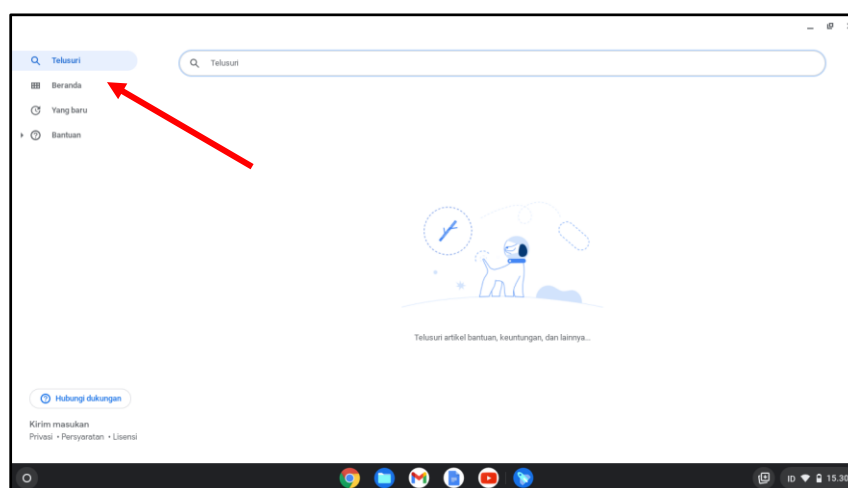 Telusuri
Telusuri
Beranda
Yang baru
Bantuan
Telusuri artikel bantuan, keuntungan, dan lainnya...
Hubungi dukungan
Kirim masukan
Privasi • Persyaratan • Lisensi
ID 15.30